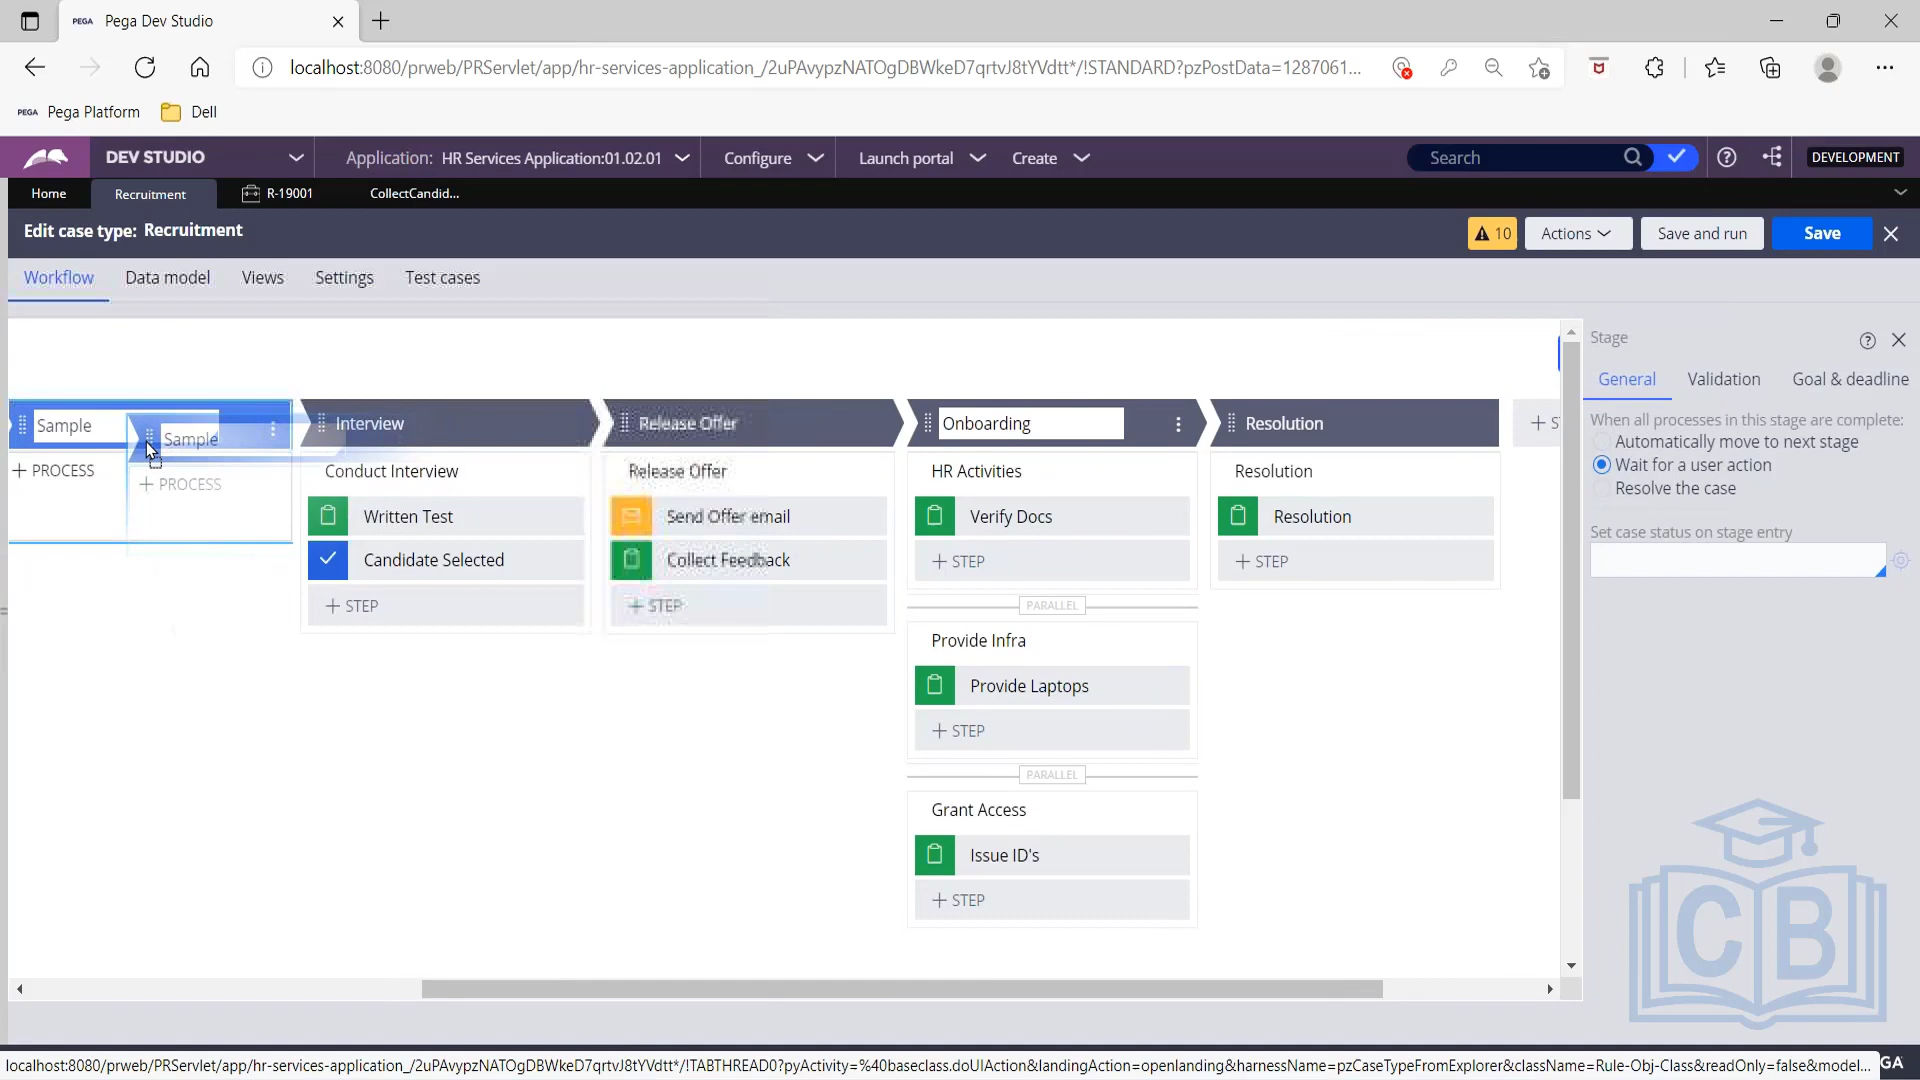 PEGA Pega Dev Studio
localhost:8080/prweb/PRServlet/app/hr-services-application_/2uPAvypzNATOgDBWkeD7qrtvJ8tYVdtt*/!STANDARD?pzPostData=1287061...
PEGA Pega Platform Dell
DEV STUDIO Application: HR Services Application:01.02.01 Configure Launch portal Create Search DEVELOPMENT
Home Recruitment R-19001 CollectCandid...
Edit case type: Recruitment 10 Actions Save and run Save
Workflow Data model Views Settings Test cases
Stage
General Validation Goal & deadline
When all processes in this stage are complete:
Automatically move to next stage
Wait for a user action
Resolve the case
Set case status on stage entry
Sample Sample Interview Release Offer Onboarding Resolution + S
+ PROCESS + PROCESS Conduct Interview Release Offer HR Activities Resolution
Written Test Send Offer email Verify Docs Resolution
Candidate Selected Collect Feedback + STEP + STEP
+ STEP + STEP PARALLEL
Provide Infra
Provide Laptops
+ STEP
PARALLEL
Grant Access
Issue ID's
+ STEP
CB
localhost:8080/prweb/PRServlet/app/hr-services-application_/2uPAvypzNATOgDBWkeD7qrtvJ8tYVdtt*/!TABTHREAD0?pyActivity=%40baseclass.doUIAction&landingAction=openlanding&harnessName=pzCaseTypeFromExplorer&className=Rule-Obj-Class&readOnly=false&model... GA